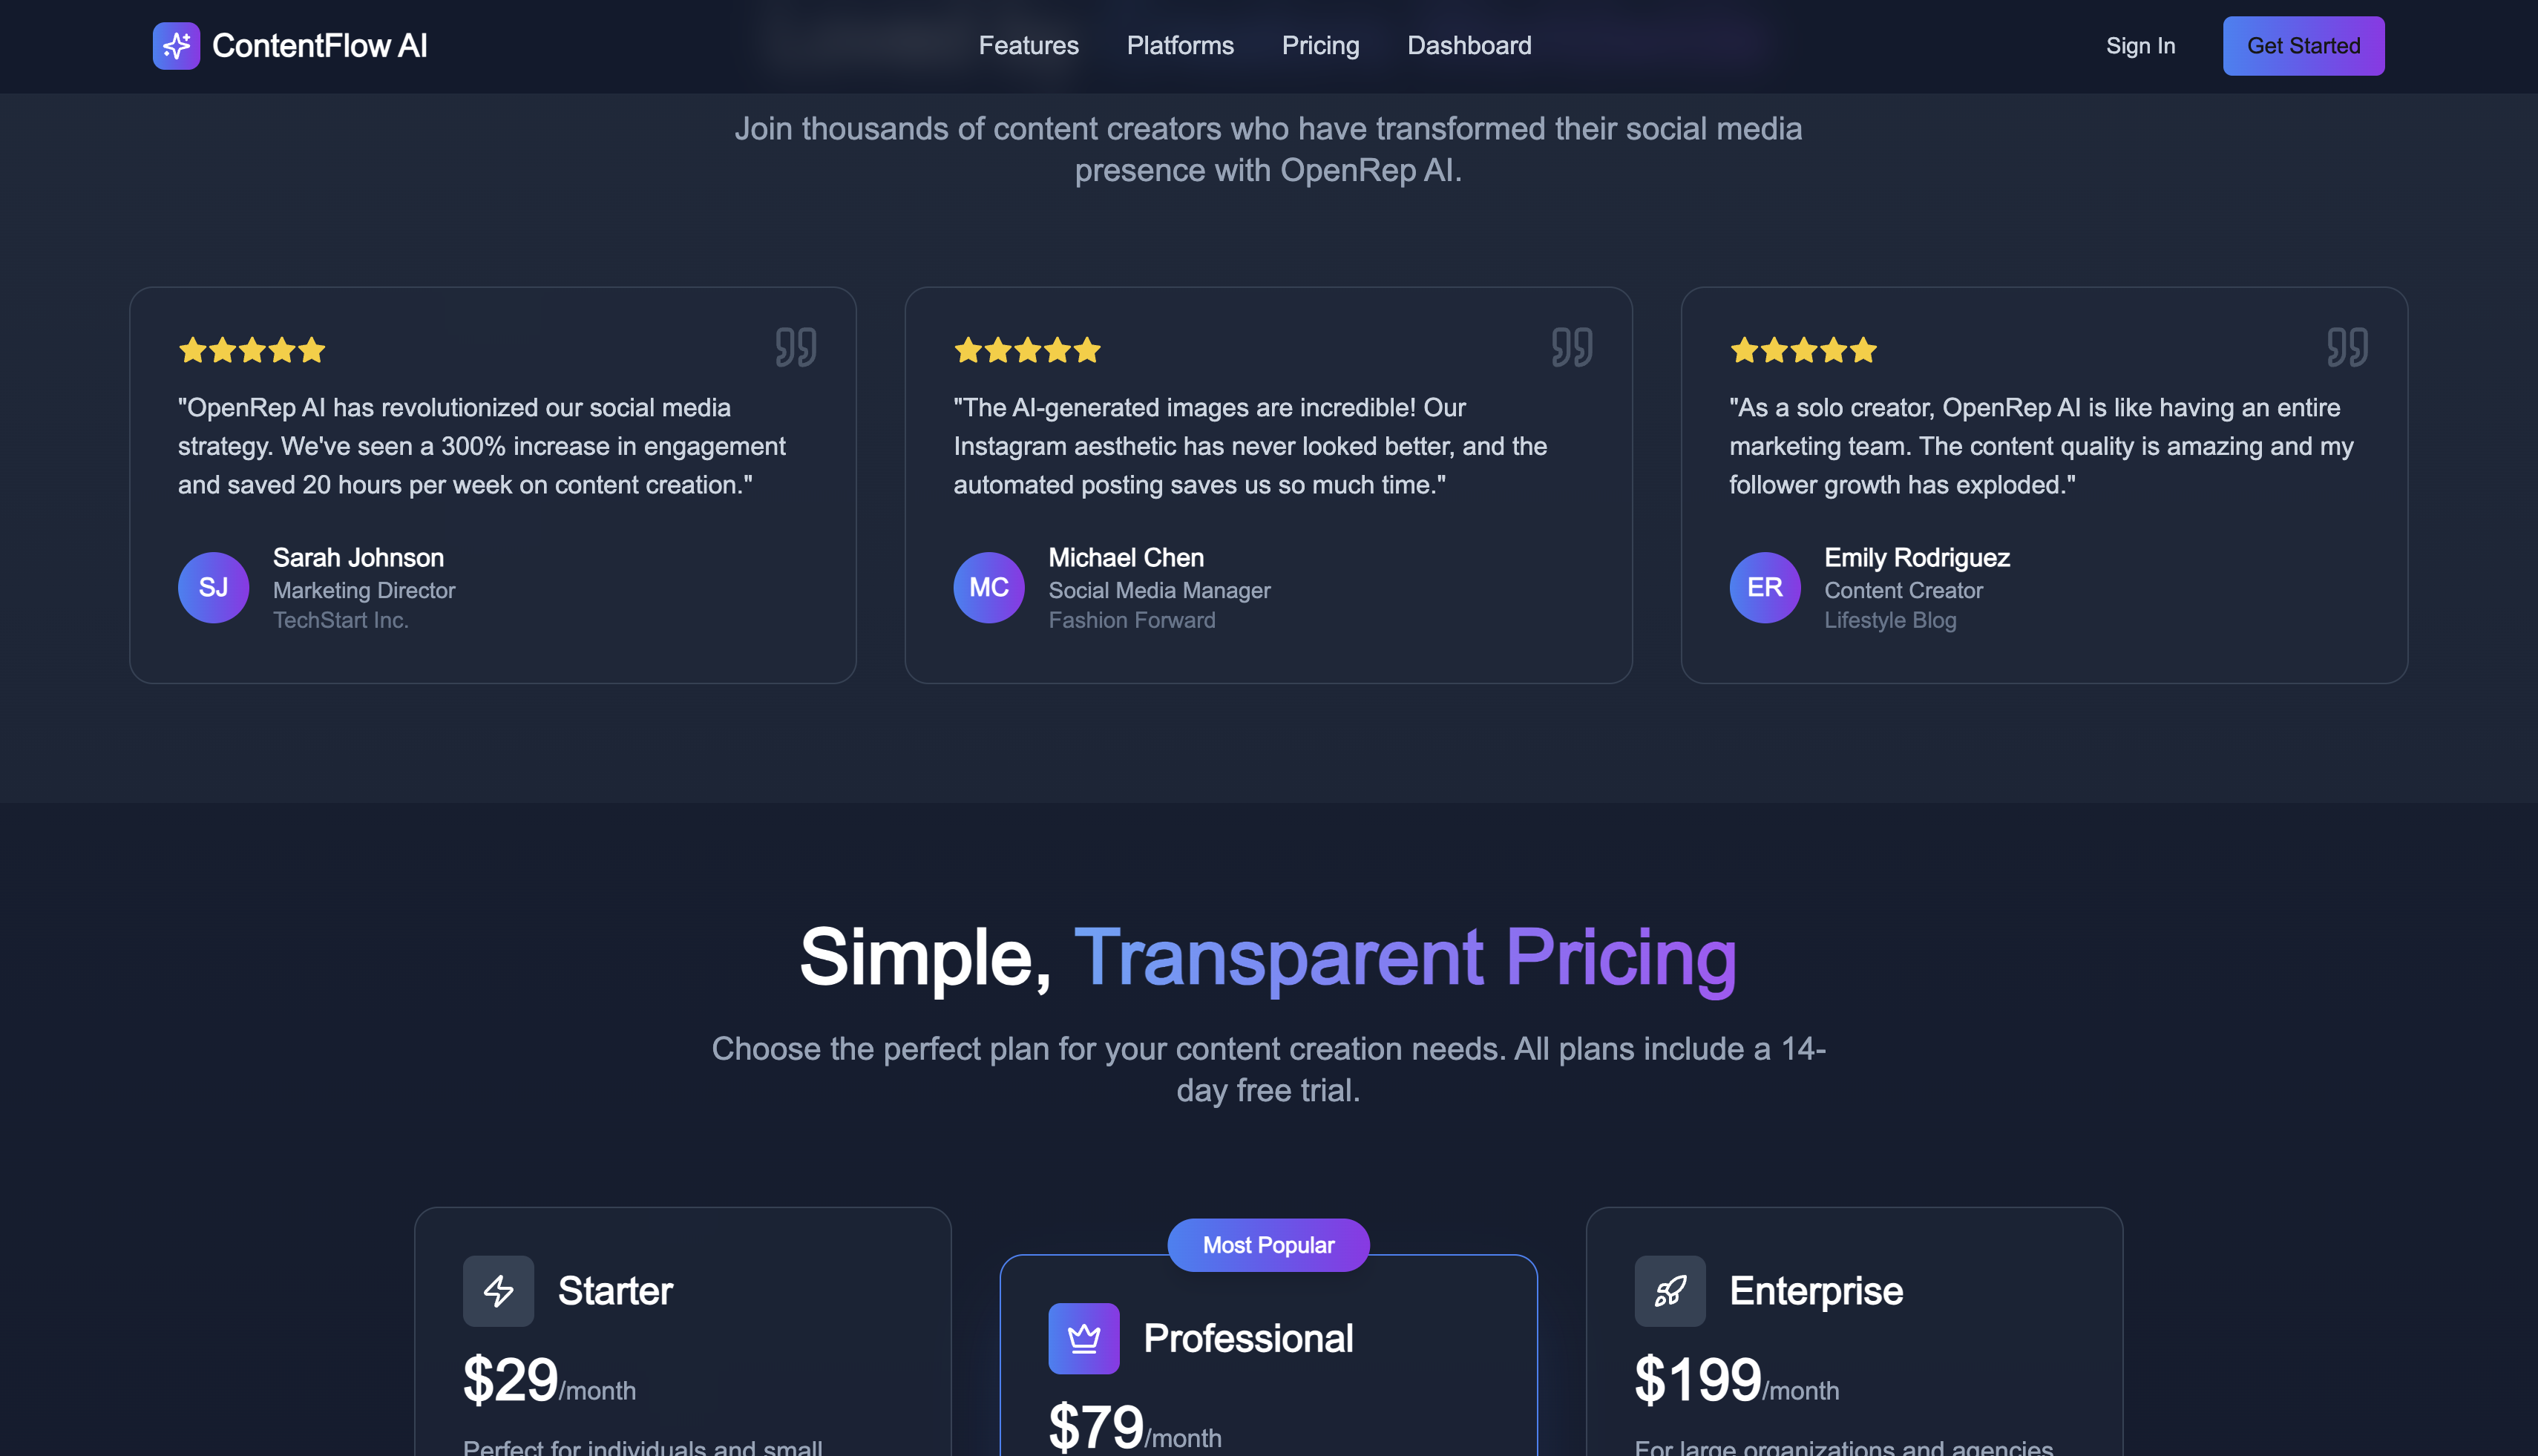 ContentFlow AI
Features
Platforms
Pricing
Dashboard
Sign In
Get Started
Join thousands of content creators who have transformed their social media
presence with OpenRep AI.
"OpenRep AI has revolutionized our social media
strategy. We've seen a 300% increase in engagement
and saved 20 hours per week on content creation."
SJ
Sarah Johnson
Marketing Director
TechStart Inc.
"The AI-generated images are incredible! Our
Instagram aesthetic has never looked better, and the
automated posting saves us so much time."
MC
Michael Chen
Social Media Manager
Fashion Forward
"As a solo creator, OpenRep AI is like having an entire
marketing team. The content quality is amazing and my
follower growth has exploded."
ER
Emily Rodriguez
Content Creator
Lifestyle Blog
Simple, Transparent Pricing
Choose the perfect plan for your content creation needs. All plans include a 14-
day free trial.
Starter
$29/month
Perfect for individuals and small
Most Popular
Professional
$79/month
Enterprise
$199/month
For large organizations and agencies